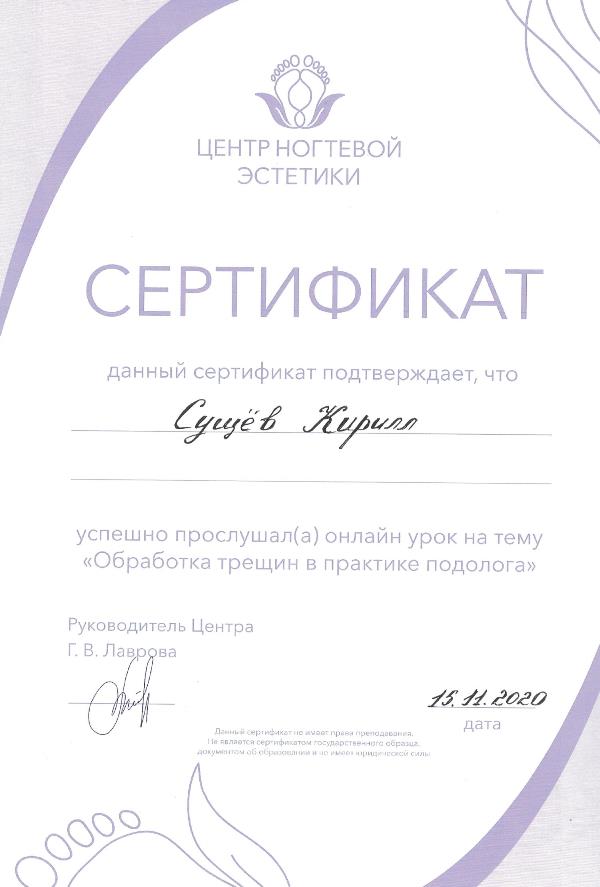 ЦЕНТР НОГТЕВОЙ
ЭСТЕТИКИ
СЕРТИФИКАТ
данный сертификат подтверждает, что
Сущёв Кирилл
успешно прослушал(а) онлайн урок на тему
«Обработка трещин в практике подолога»
Руководитель Центра
Г. В. Лаврова
15.11.2020
дата
Данный сертификат не имеет права преподавания.
Не является сертификатом государственного образца,
документом об образовании и не имеет юридической силы